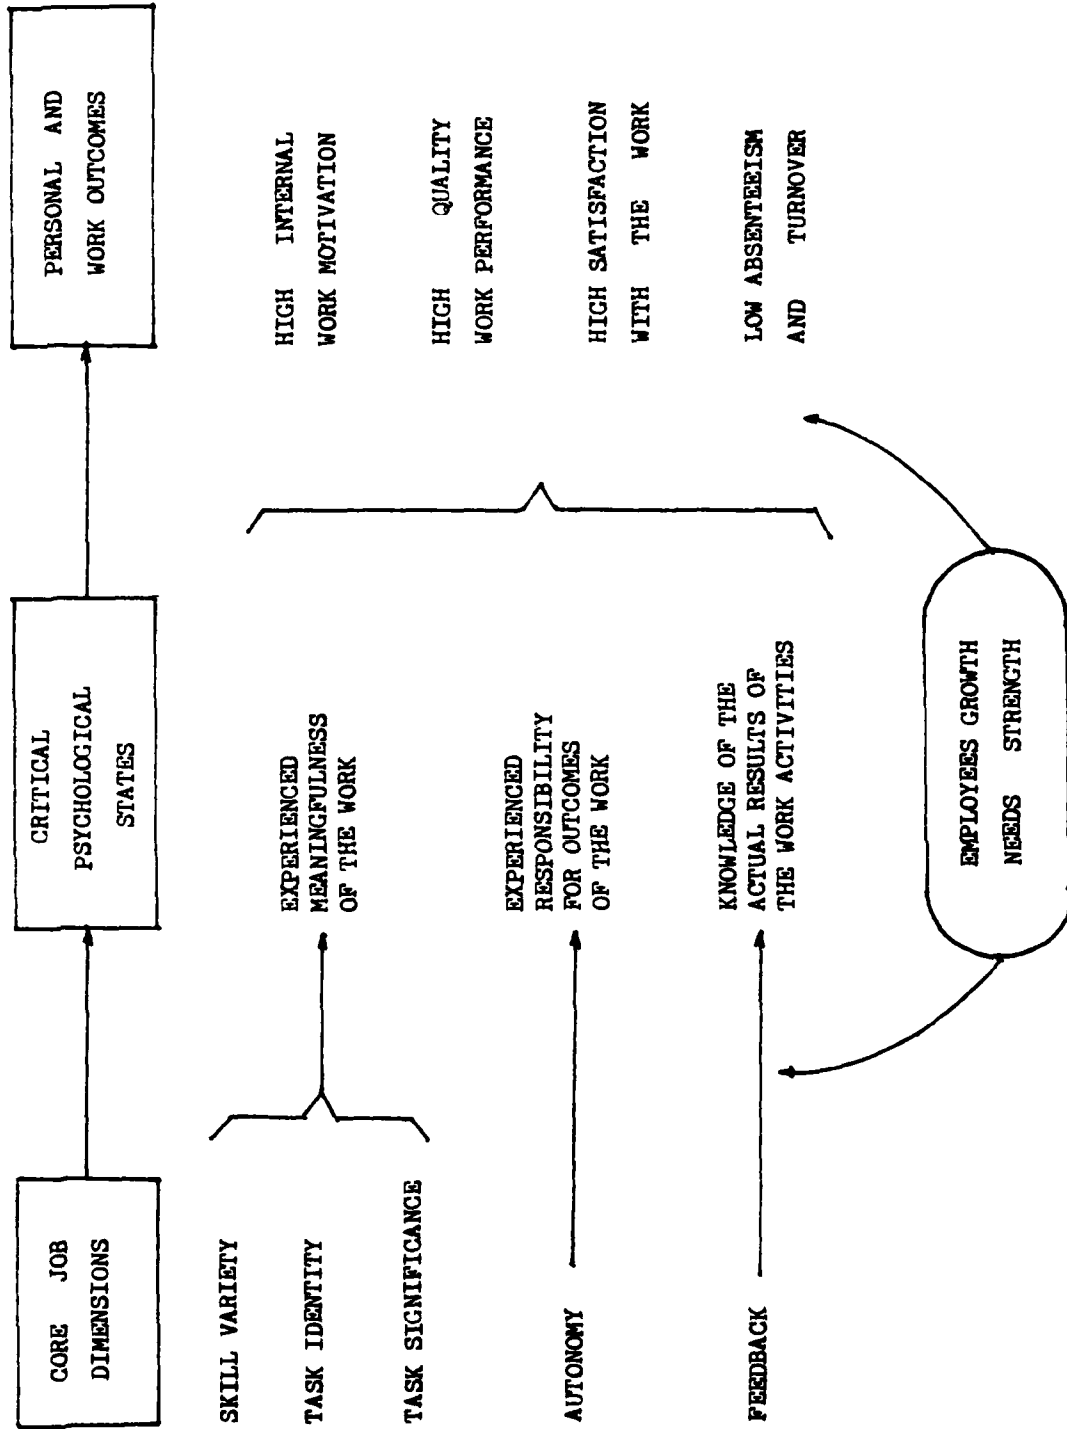 CORE JOB
DIMENSIONS
CRITICAL
PSYCHOLOGICAL
STATES
PERSONAL AND
WORK OUTCOMES
SKILL VARIETY
TASK IDENTITY
TASK SIGNIFICANCE
EXPERIENCED
MEANINGFULNESS
OF THE WORK
AUTONOMY
EXPERIENCED
RESPONSIBILITY
FOR OUTCOMES
OF THE WORK
FEEDBACK
KNOWLEDGE OF THE
ACTUAL RESULTS OF
THE WORK ACTIVITIES
HIGH INTERNAL
WORK MOTIVATION
HIGH QUALITY
WORK PERFORMANCE
HIGH SATISFACTION
WITH THE WORK
LOW ABSENTEEISM
AND TURNOVER
EMPLOYEES GROWTH
NEEDS STRENGTH